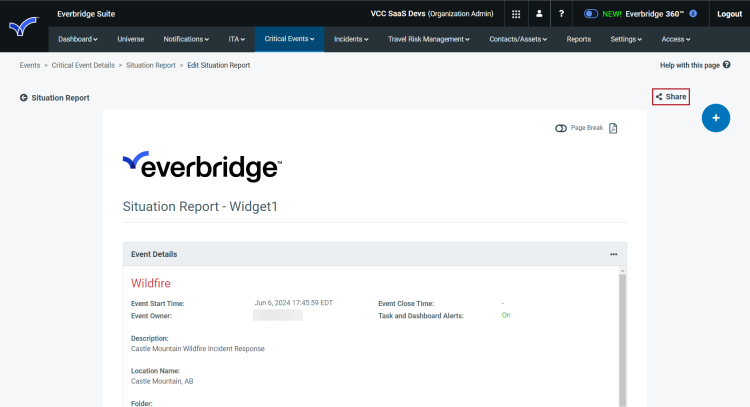 Everbridge Suite
VCC SaaS Devs (Organization Admin)
?
NEW! Everbridge 360™
Logout
Dashboard
Universe
Notifications
ITA
Critical Events
Incidents
Travel Risk Management
Contacts/Assets
Reports
Settings
Access
Events > Critical Event Details > Situation Report > Edit Situation Report
Help with this page ?
Situation Report
Share
+
Page Break
everbridge™
Situation Report - Widget1
Event Details
...
Wildfire
Event Start Time: Jun 6, 2024 17:45:59 EDT
Event Close Time: -
Event Owner:
Task and Dashboard Alerts: On
Description:
Castle Mountain Wildfire Incident Response
Location Name:
Castle Mountain, AB
Folder: